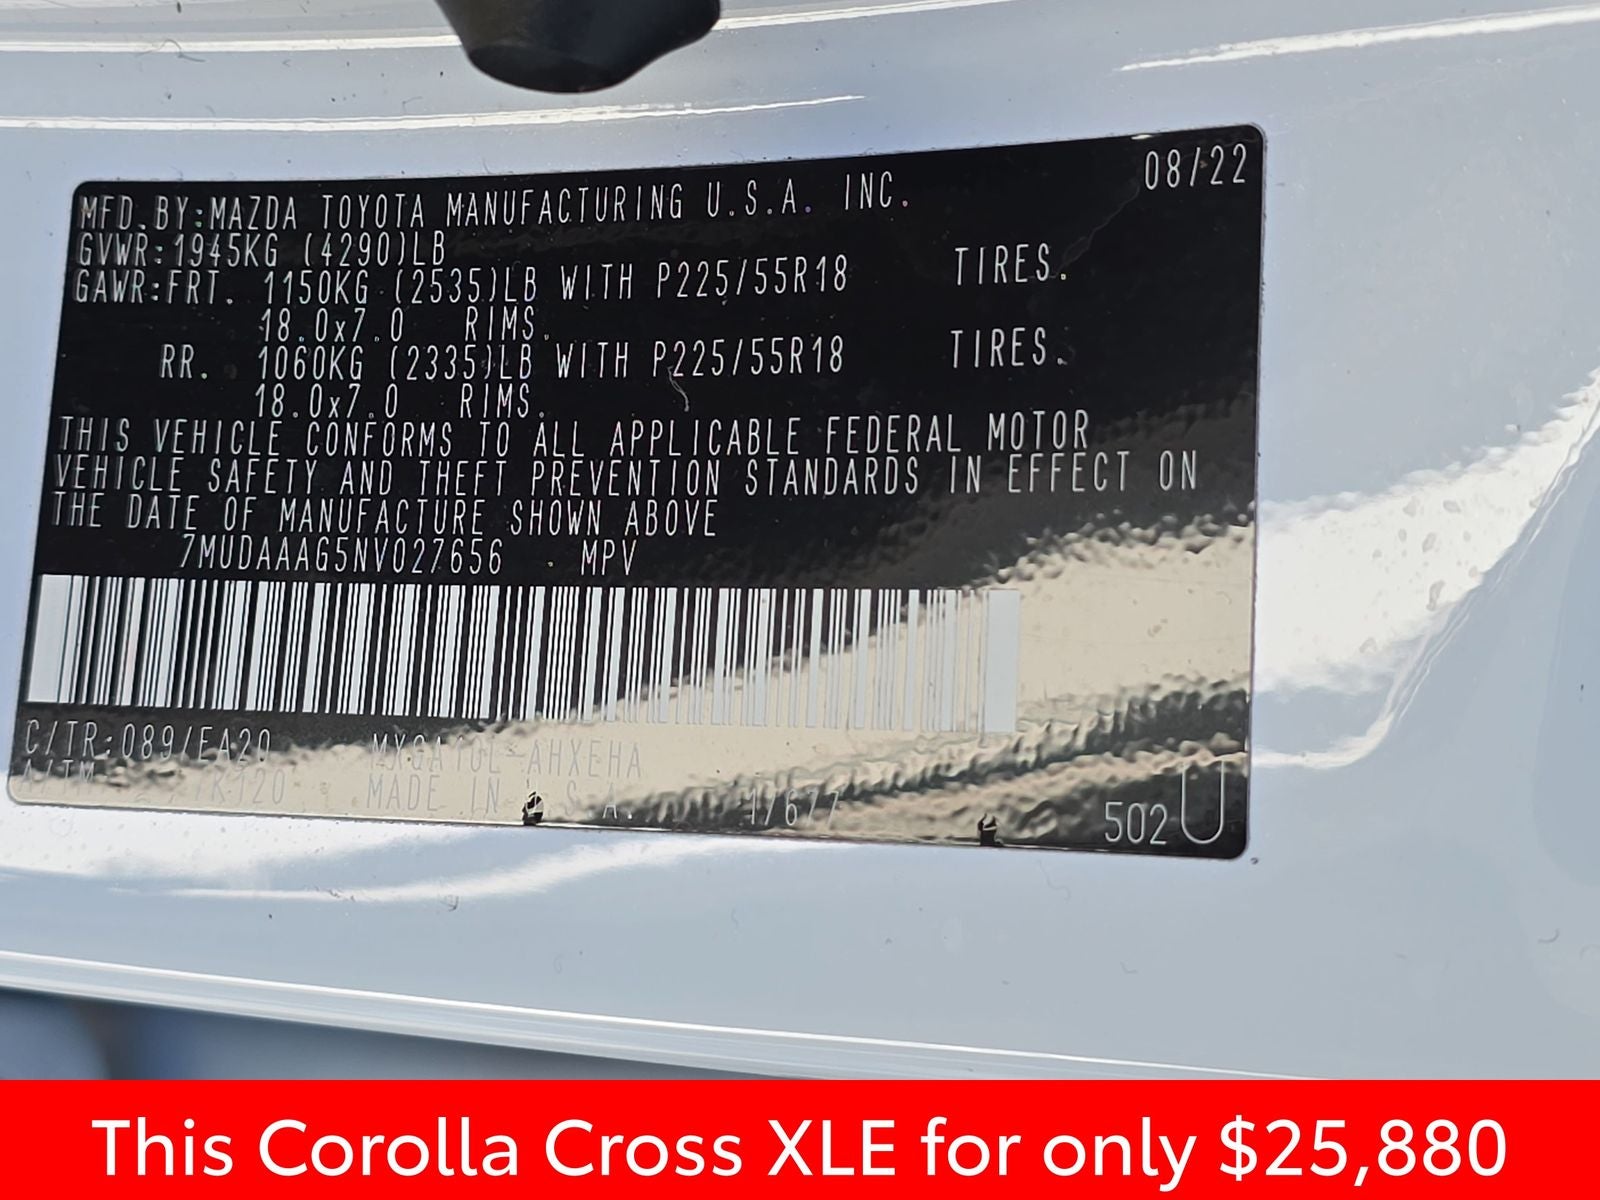 08/22
MFD.BY:MAZDA TOYOTA MANUFACTURING U.S.A. INC.
GVWR:1945KG (4290)LB
GAWR:FRT. 1150KG (2535)LB WITH P225/55R18 TIRES.
18.0x7.0 RIMS.
RR. 1060KG (2335)LB WITH P225/55R18 TIRES.
18.0x7.0 RIMS.
THIS VEHICLE CONFORMS TO ALL APPLICABLE FEDERAL MOTOR
VEHICLE SAFETY AND THEFT PREVENTION STANDARDS IN EFFECT ON
THE DATE OF MANUFACTURE SHOWN ABOVE
7MUDAAAG5NV027656 . MPV
C/TR:089/EA20 MXGA10L-AHXEHA
MADE IN U.S.A. 17677
502 U
This Corolla Cross XLE for only $25,880